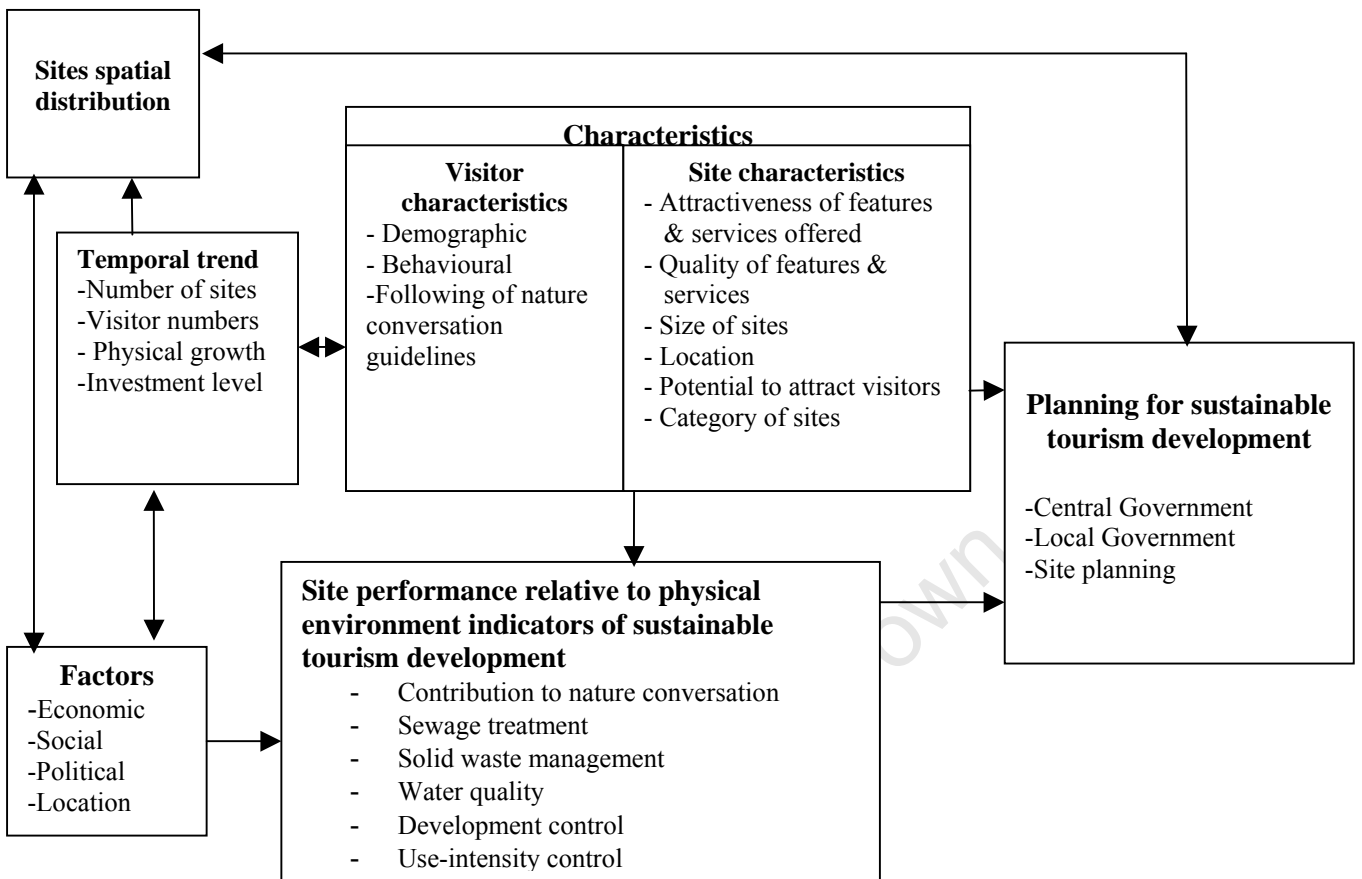 Sites spatial
distribution
Characteristics
Visitor
characteristics
- Demographic
- Behavioural
-Following of nature
conversation
guidelines
Site characteristics
- Attractiveness of features
& services offered
- Quality of features &
services
- Size of sites
- Location
- Potential to attract visitors
- Category of sites
Temporal trend
-Number of sites
-Visitor numbers
- Physical growth
-Investment level
Planning for sustainable
tourism development
-Central Government
-Local Government
-Site planning
Site performance relative to physical
environment indicators of sustainable
tourism development
- Contribution to nature conversation
- Sewage treatment
- Solid waste management
- Water quality
- Development control
- Use-intensity control
Factors
-Economic
-Social
-Political
-Location
own